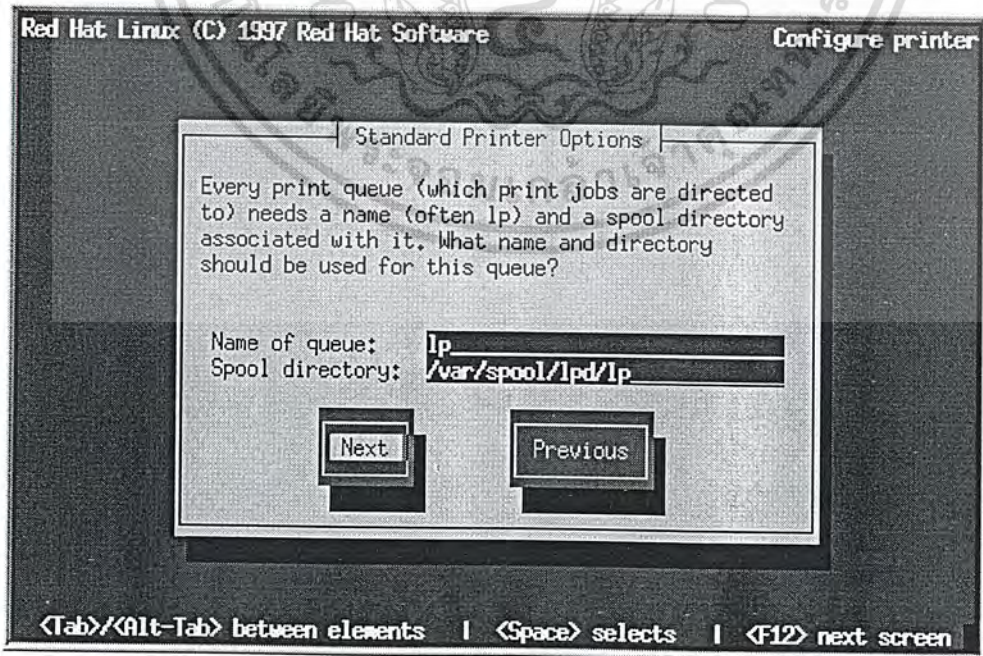 Red Hat Linux (C) 1997 Red Hat Software
Configure printer
Standard Printer Options
Every print queue (which print jobs are directed
to) needs a name (often lp) and a spool directory
associated with it. What name and directory
should be used for this queue?
Name of queue: lp
Spool directory: /var/spool/lpd/lp
Next
Previous
<Tab>/<Alt-Tab> between elements | <Space> selects | <F12> next screen